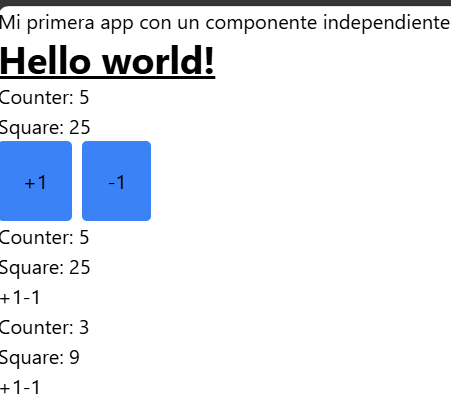 Mi primera app con un componente independiente
Hello world!
Counter: 5
Square: 25
+1 -1
Counter: 5
Square: 25
+1-1
Counter: 3
Square: 9
+1-1